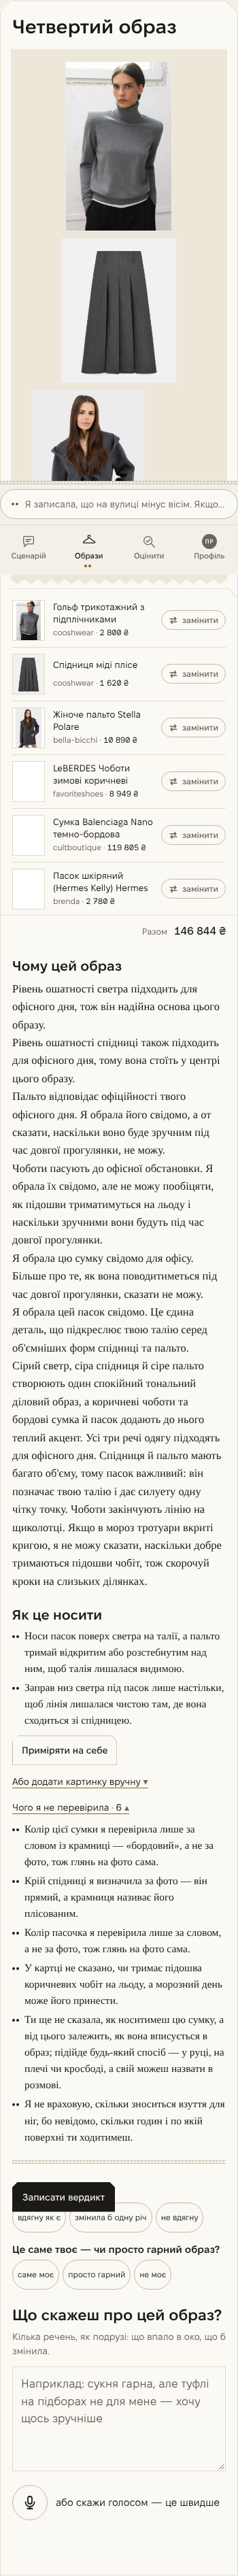 Четвертий образ
Я записала, що на вулиці мінус вісім. Якщо…
Сценарій
Образи
Оцінити
ПР
Профіль
Гольф трикотажний з
підплічниками
cooshwear · 2 800 ₴
замінити
Спідниця міді плісе
cooshwear · 1 620 ₴
замінити
Жіноче пальто Stella
Polare
bella-bicchi · 10 890 ₴
замінити
LeBERDES Чоботи
зимові коричневі
favoriteshoes · 8 949 ₴
замінити
Сумка Balenciaga Nano
темно-бордова
cultboutique · 119 805 ₴
замінити
Пасок шкіряний
(Hermes Kelly) Hermes
brenda · 2 780 ₴
замінити
Разом 146 844 ₴
Чому цей образ
Рівень ошатності светра підходить для
офісного дня, тож він надійна основа цього
образу.
Рівень ошатності спідниці також підходить
для офісного дня, тому вона стоїть у центрі
цього образу.
Пальто відповідає офіційності твого
офісного дня. Я обрала його свідомо, а от
сказати, наскільки воно буде зручним під
час довгої прогулянки, не можу.
Чоботи пасують до офісної обстановки. Я
обрала їх свідомо, але не можу пообіцяти,
як підошви триматимуться на льоду і
наскільки зручними вони будуть під час
довгої прогулянки.
Я обрала цю сумку свідомо для офісу.
Більше про те, як вона поводитиметься під
час довгої прогулянки, сказати не можу.
Я обрала цей пасок свідомо. Це єдина
деталь, що підкреслює твою талію серед
об'ємніших форм спідниці та пальто.
Сірий светр, сіра спідниця й сіре пальто
створюють один спокійний тональний
діловий образ, а коричневі чоботи та
бордові сумка й пасок додають до нього
теплий акцент. Усі три речі одягу підходять
для офісного дня. Спідниця й пальто мають
багато об'єму, тому пасок важливий: він
позначає твою талію і дає силуету одну
чітку точку. Чоботи закінчують лінію на
щиколотці. Якщо в мороз тротуари вкриті
кригою, я не можу сказати, наскільки добре
тримаються підошви чобіт, тож скорочуй
кроки на слизьких ділянках.
Як це носити
Носи пасок поверх светра на талії, а пальто
тримай відкритим або розстебнутим над
ним, щоб талія лишалася видимою.
Заправ низ светра під пасок лише настільки,
щоб лінія лишалася чистою там, де вона
сходиться зі спідницею.
Приміряти на себе
Або додати картинку вручну ▾
Чого я не перевірила · 6 ▴
Колір цієї сумки я перевірила лише за
словом із крамниці — «бордовий», а не за
фото, тож глянь на фото сама.
Крій спідниці я визначила за фото — він
прямий, а крамниця називає його
плісованим.
Колір пасочка я перевірила лише за словом,
а не за фото, тож глянь на фото сама.
У картці не сказано, чи тримає підошва
коричневих чобіт на льоду, а морозний день
може його принести.
Ти ще не сказала, як носитимеш цю сумку, а
від цього залежить, як вона вписується в
образ; підійде будь-який спосіб — у руці, на
плечі чи кросбоді, а свій можеш назвати в
розмові.
Я не враховую, скільки зноситься взуття для
ніг, бо невідомо, скільки годин і по якій
поверхні ти ходитимеш.
Записати вердикт
вдягну як є
змінила б одну річ
не вдягну
Це саме твоє — чи просто гарний образ?
саме моє
просто гарний
не моє
Що скажеш про цей образ?
Кілька речень, як подрузі: що впало в око, що б
змінила.
Наприклад: сукня гарна, але туфлі
на підборах не для мене — хочу
щось зручніше
або скажи голосом — це швидше